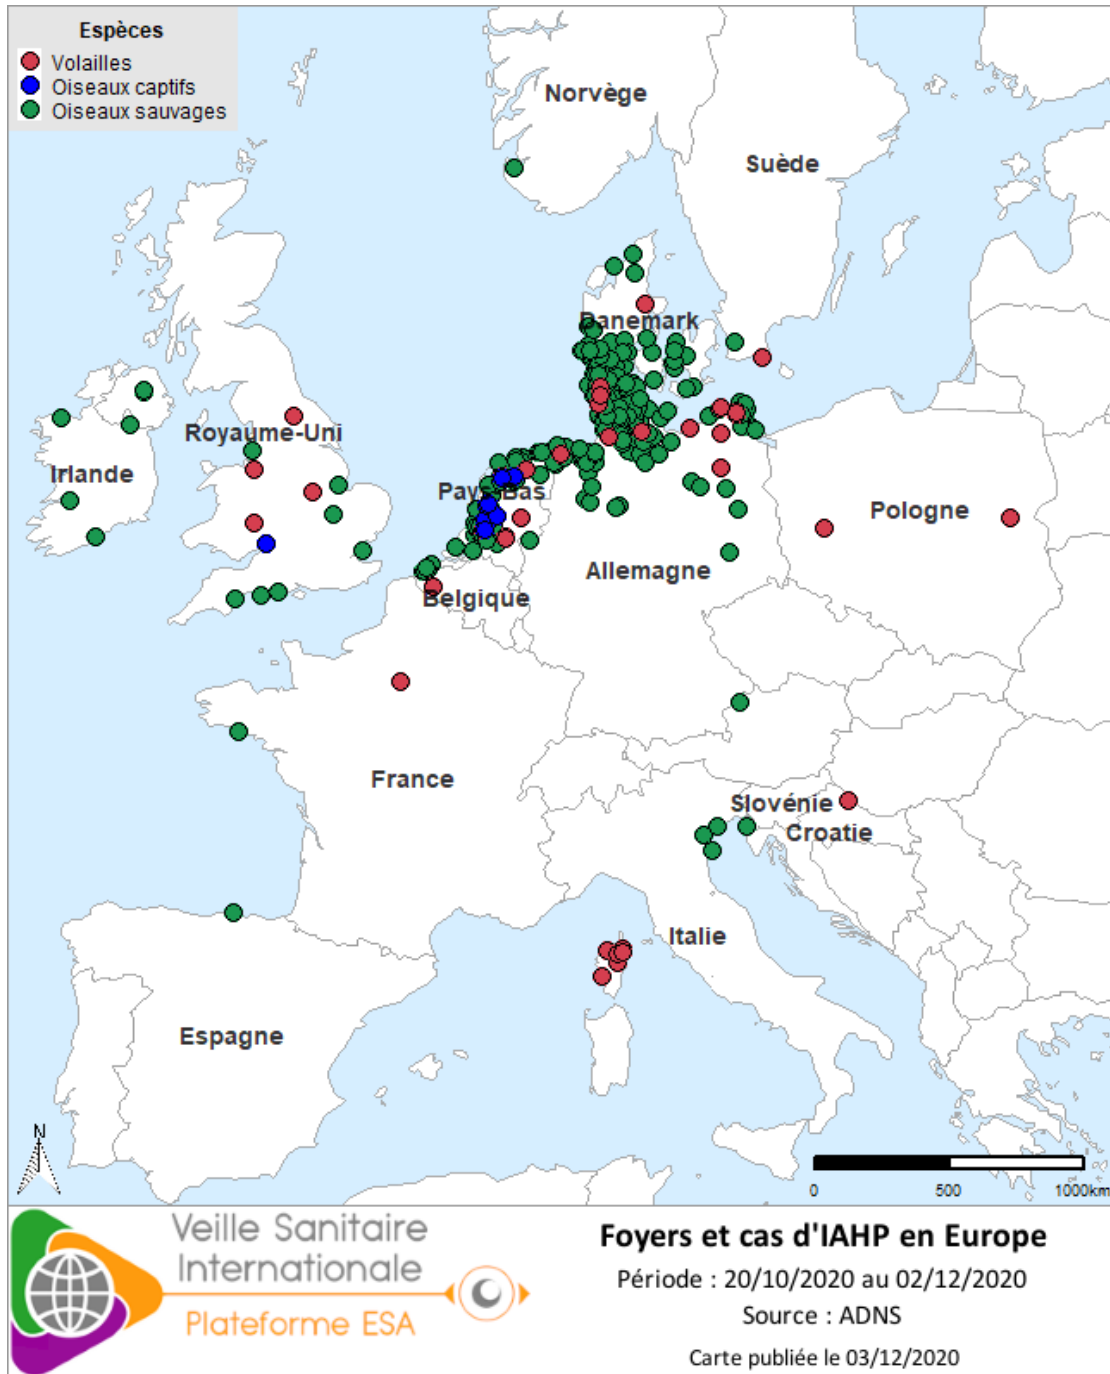 Espèces
Volailles
Oiseaux captifs
Oiseaux sauvages
Norvège
Suède
Danemark
Royaume-Uni
Irlande
Pays-Bas
Pologne
Allemagne
Belgique
France
Slovénie
Croatie
Italie
Espagne
N
0 500 1000km
Veille Sanitaire
Internationale
Plateforme ESA
Foyers et cas d'IAHP en Europe
Période : 20/10/2020 au 02/12/2020
Source : ADNS
Carte publiée le 03/12/2020